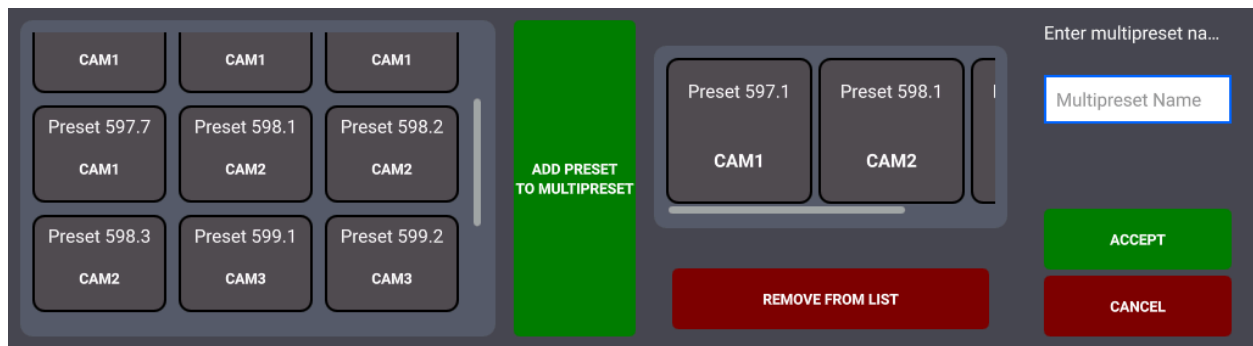 CAM1
CAM1
CAM1
Preset 597.7
CAM1
Preset 598.1
CAM2
Preset 598.2
CAM2
Preset 598.3
CAM2
Preset 599.1
CAM3
Preset 599.2
CAM3
ADD PRESET
TO MULTIPRESET
Preset 597.1
CAM1
Preset 598.1
CAM2
REMOVE FROM LIST
Enter multipreset na...
Multipreset Name
ACCEPT
CANCEL